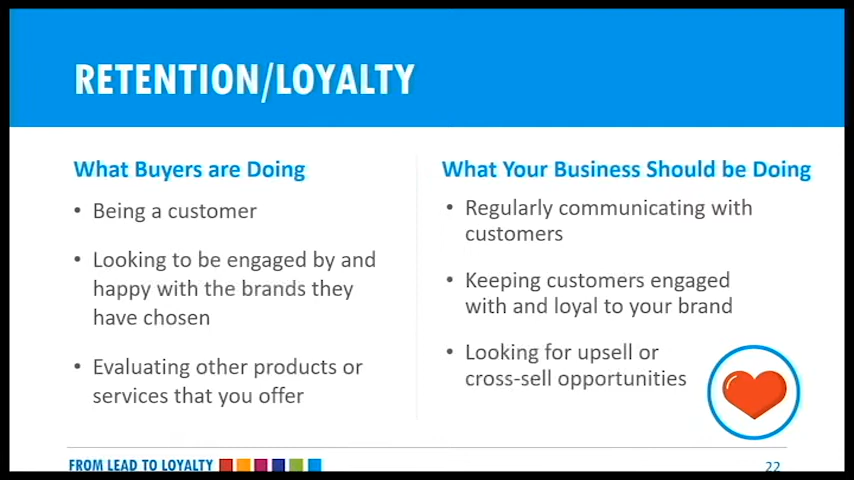 RETENTION/LOYALTY
What Buyers are Doing
• Being a customer
• Looking to be engaged by and
happy with the brands they
have chosen
• Evaluating other products or
services that you offer
What Your Business Should be Doing
• Regularly communicating with
customers
• Keeping customers engaged
with and loyal to your brand
• Looking for upsell or
cross-sell opportunities
FROM LEAD TO LOYALTY
22